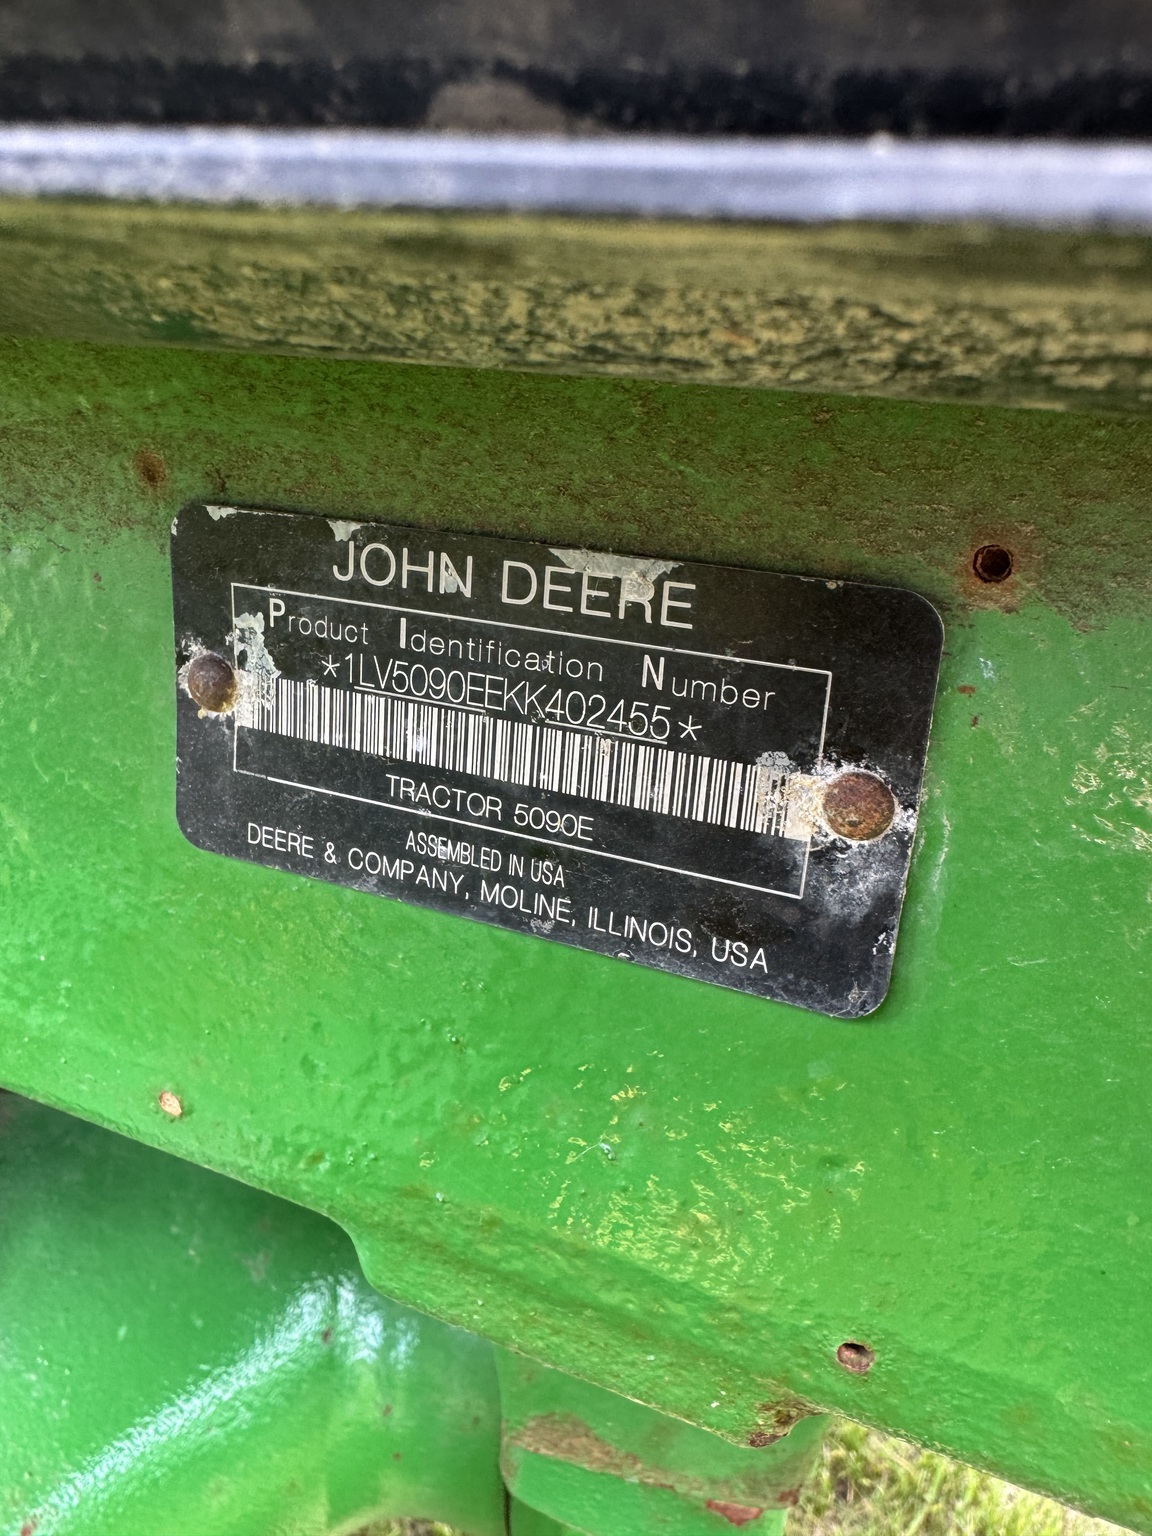 JOHN DEERE
Product Identification Number
*1LV5090EEKK402455*
TRACTOR 5090E
ASSEMBLED IN USA
DEERE & COMPANY, MOLINE, ILLINOIS, USA